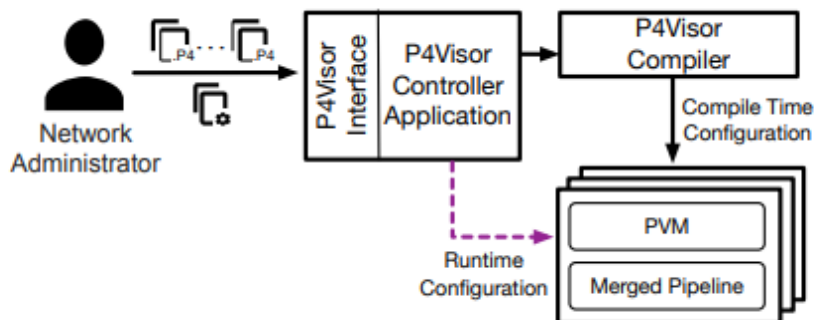 .P4
.P4
Network
Administrator
P4Visor
Interface
P4Visor
Controller
Application
P4Visor
Compiler
Compile Time
Configuration
Runtime
Configuration
PVM
Merged Pipeline